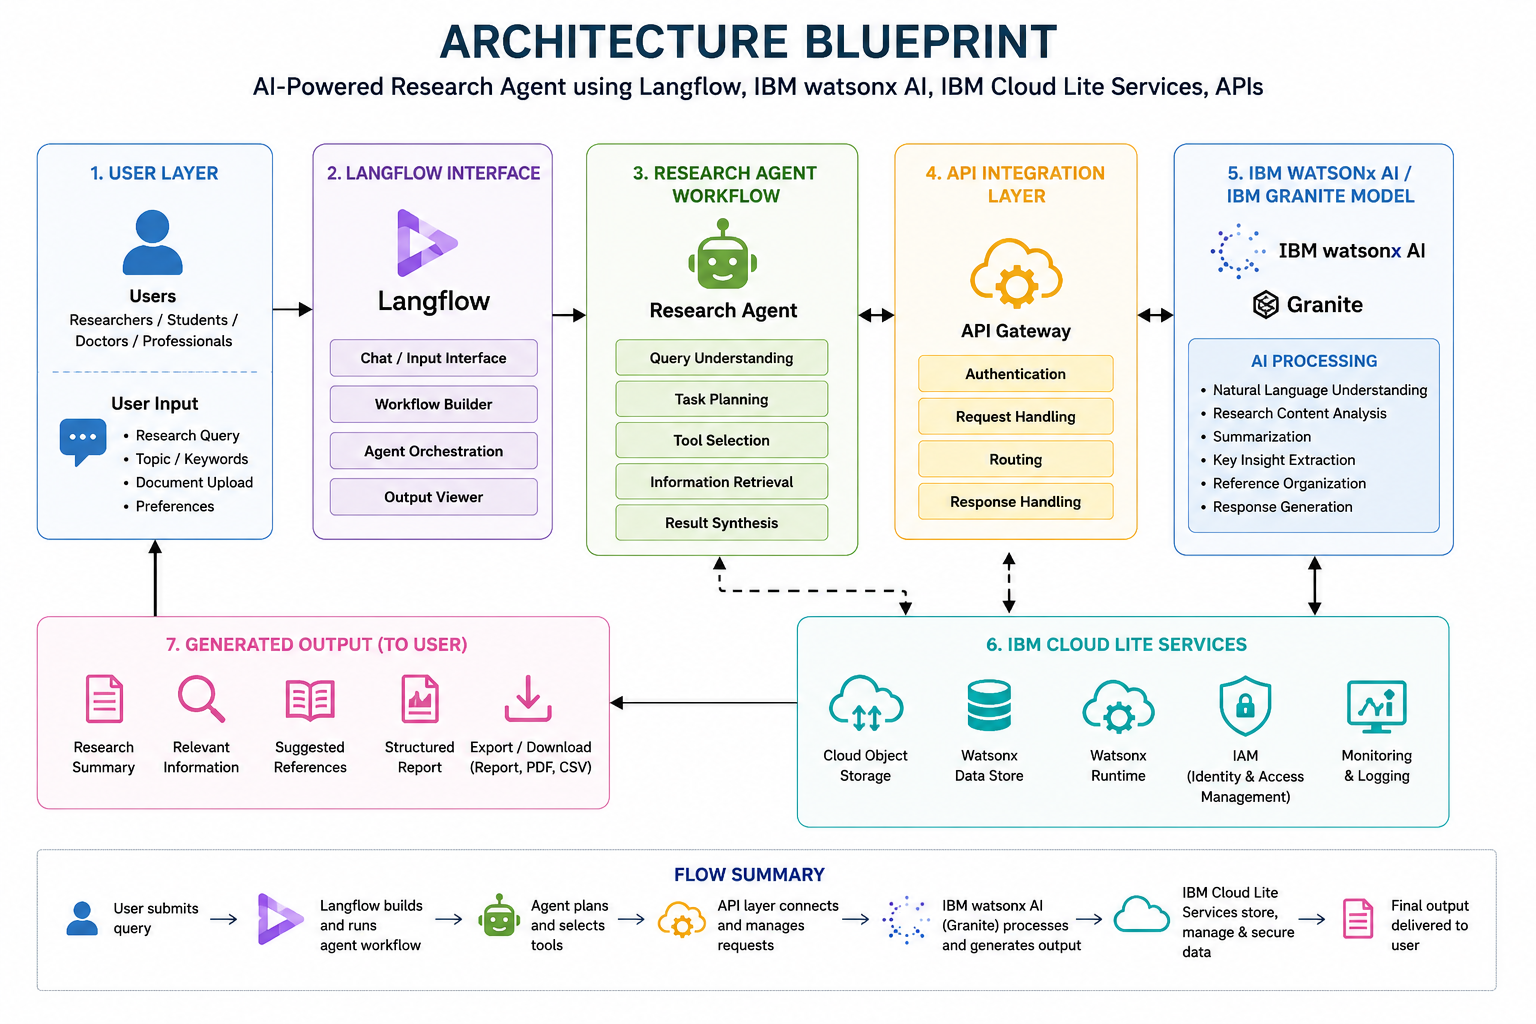 ARCHITECTURE BLUEPRINT
AI-Powered Research Agent using Langflow, IBM watsonx AI, IBM Cloud Lite Services, APIs
1. USER LAYER
Users
Researchers / Students /
Doctors / Professionals
User Input
• Research Query
• Topic / Keywords
• Document Upload
• Preferences
2. LANGFLOW INTERFACE
Langflow
Chat / Input Interface
Workflow Builder
Agent Orchestration
Output Viewer
3. RESEARCH AGENT
WORKFLOW
Research Agent
Query Understanding
Task Planning
Tool Selection
Information Retrieval
Result Synthesis
4. API INTEGRATION
LAYER
API Gateway
Authentication
Request Handling
Routing
Response Handling
5. IBM WATSONx AI /
IBM GRANITE MODEL
IBM watsonx AI
Granite
AI PROCESSING
• Natural Language Understanding
• Research Content Analysis
• Summarization
• Key Insight Extraction
• Reference Organization
• Response Generation
7. GENERATED OUTPUT (TO USER)
Research
Summary
Relevant
Information
Suggested
References
Structured
Report
Export / Download
(Report, PDF, CSV)
6. IBM CLOUD LITE SERVICES
Cloud Object
Storage
Watsonx
Data Store
Watsonx
Runtime
IAM
(Identity & Access
Management)
Monitoring
& Logging
FLOW SUMMARY
User submits
query
Langflow builds
and runs
agent workflow
Agent plans
and selects
tools
API layer connects
and manages
requests
IBM watsonx AI
(Granite) processes
and generates output
IBM Cloud Lite
Services store,
manage & secure
data
Final output
delivered to
user